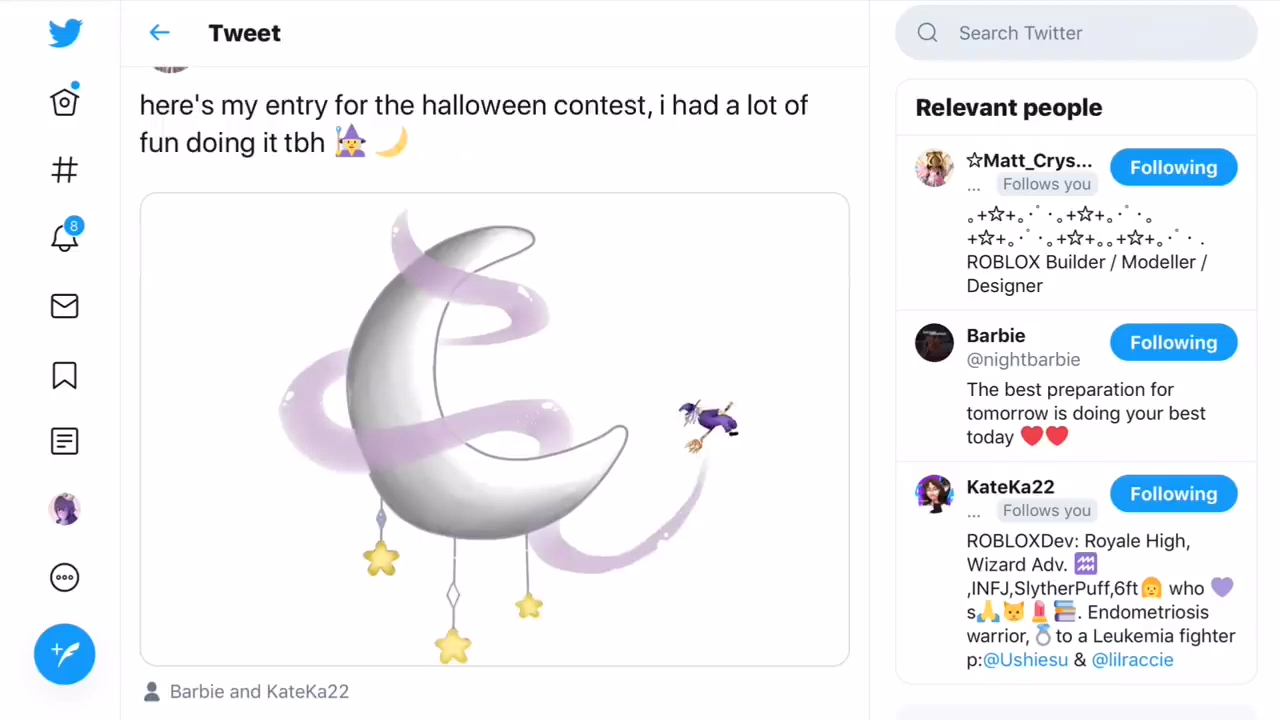 Tweet
here's my entry for the halloween contest, i had a lot of
fun doing it tbh 🧙‍♀️ 🌙
Barbie and KateKa22
8
Search Twitter
Relevant people
☆Matt_Crys...
... Follows you
Following
｡+☆+｡･ﾟ･｡+☆+｡･ﾟ･｡
+☆+｡･ﾟ･｡+☆+｡｡+☆+｡･ﾟ･.
ROBLOX Builder / Modeller /
Designer
Barbie
@nightbarbie
Following
The best preparation for
tomorrow is doing your best
today ❤️❤️
KateKa22
... Follows you
Following
ROBLOXDev: Royale High,
Wizard Adv. ♒
,INFJ,SlytherPuff,6ft👩 who 💜
s🙏🐱💄📚. Endometriosis
warrior,💍to a Leukemia fighter
p:@Ushiesu & @lilraccie